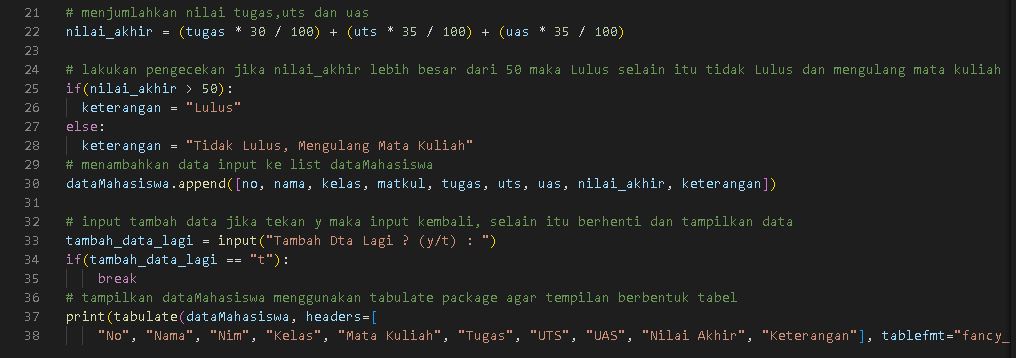 21 # menjumlahkan nilai tugas,uts dan uas
22 nilai_akhir = (tugas * 30 / 100) + (uts * 35 / 100) + (uas * 35 / 100)
23
24 # lakukan pengecekan jika nilai_akhir lebih besar dari 50 maka Lulus selain itu tidak Lulus dan mengulang mata kuliah
25 if(nilai_akhir > 50):
26 keterangan = "Lulus"
27 else:
28 keterangan = "Tidak Lulus, Mengulang Mata Kuliah"
29 # menambahkan data input ke list dataMahasiswa
30 dataMahasiswa.append([no, nama, kelas, matkul, tugas, uts, uas, nilai_akhir, keterangan])
31
32 # input tambah data jika tekan y maka input kembali, selain itu berhenti dan tampilkan data
33 tambah_data_lagi = input("Tambah Dta Lagi ? (y/t) : ")
34 if(tambah_data_lagi == "t"):
35 break
36 # tampilkan dataMahasiswa menggunakan tabulate package agar tempilan berbentuk tabel
37 print(tabulate(dataMahasiswa, headers=[
38 "No", "Nama", "Nim", "Kelas", "Mata Kuliah", "Tugas", "UTS", "UAS", "Nilai Akhir", "Keterangan"], tablefmt="fancy_